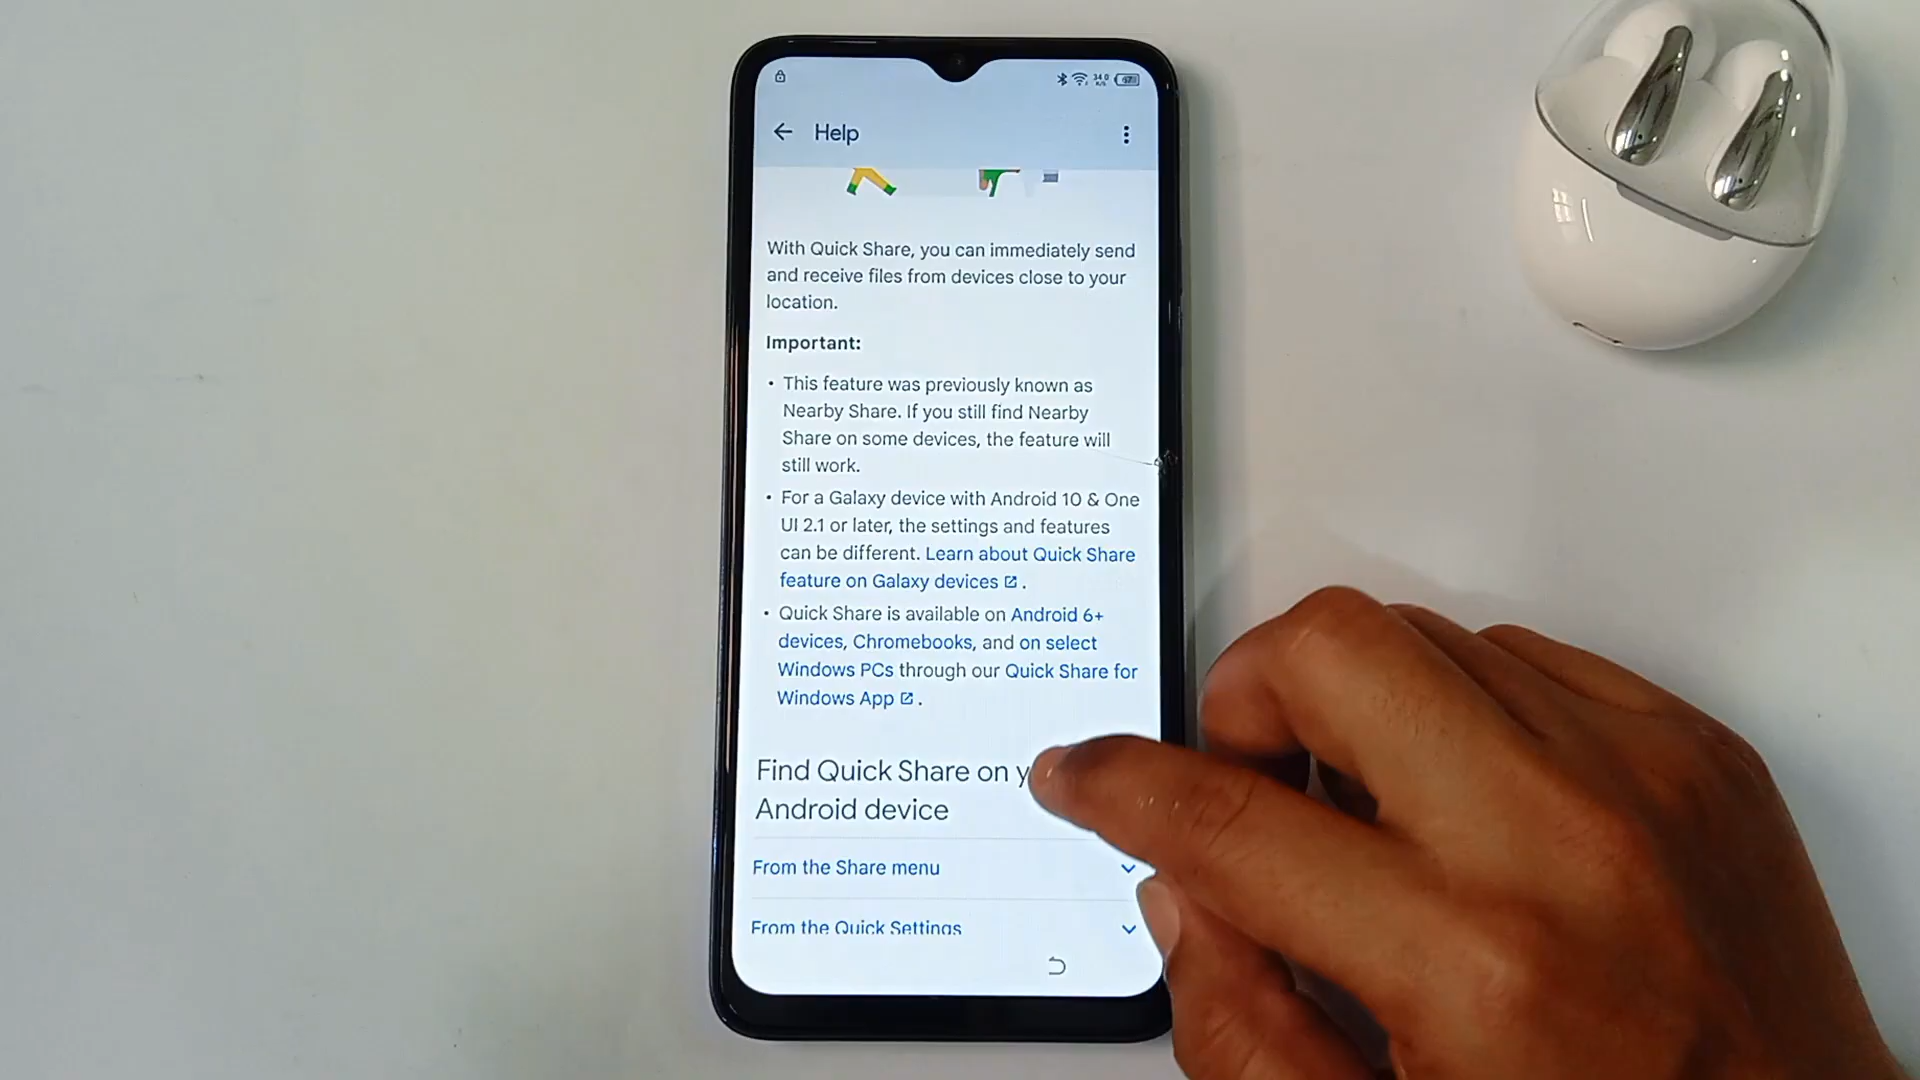 34.0
Help
With Quick Share, you can immediately send
and receive files from devices close to your
location.
Important:
• This feature was previously known as
Nearby Share. If you still find Nearby
Share on some devices, the feature will
still work.
• For a Galaxy device with Android 10 & One
UI 2.1 or later, the settings and features
can be different. Learn about Quick Share
feature on Galaxy devices .
• Quick Share is available on Android 6+
devices, Chromebooks, and on select
Windows PCs through our Quick Share for
Windows App .
Find Quick Share on y
Android device
From the Share menu
From the Quick Settings